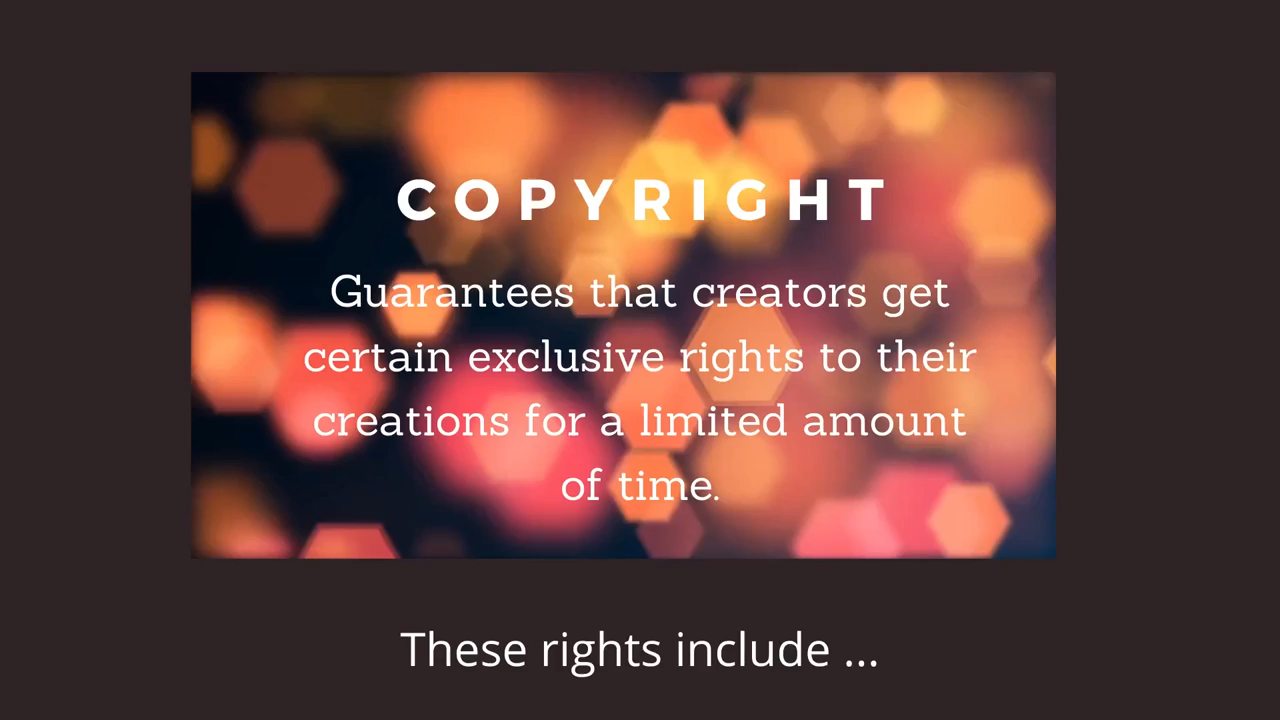 COPYRIGHT
Guarantees that creators get
certain exclusive rights to their
creations for a limited amount
of time.
These rights include ...